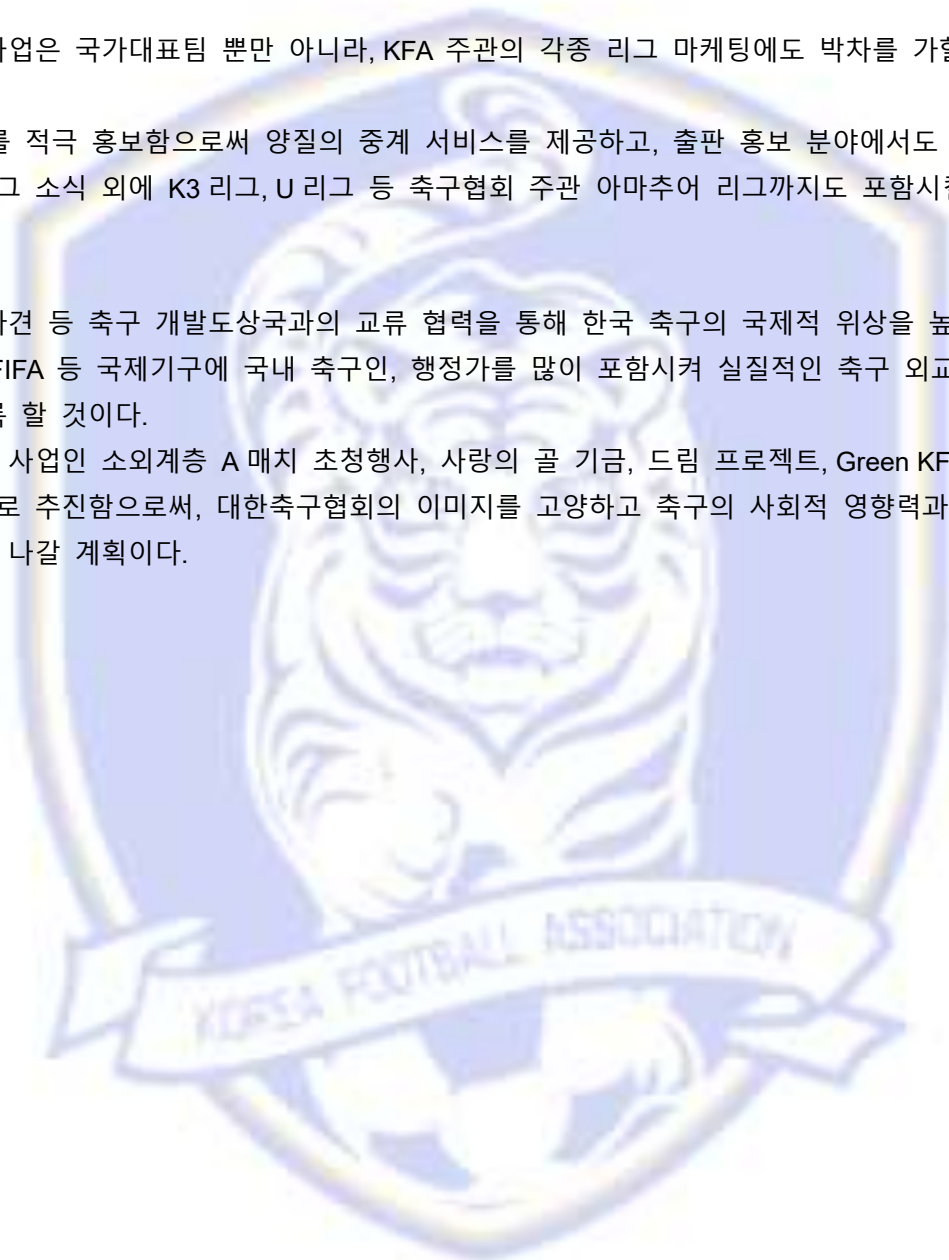 사업은 국가대표팀 뿐만 아니라, KFA 주관의 각종 리그 마케팅에도 박차를 가할
를 적극 홍보함으로써 양질의 중계 서비스를 제공하고, 출판 홍보 분야에서도
그 소식 외에 K3 리그, U 리그 등 축구협회 주관 아마추어 리그까지도 포함시킬
파견 등 축구 개발도상국과의 교류 협력을 통해 한국 축구의 국제적 위상을 높
FIFA 등 국제기구에 국내 축구인, 행정가를 많이 포함시켜 실질적인 축구 외교
록 할 것이다.
사업인 소외계층 A 매치 초청행사, 사랑의 골 기금, 드림 프로젝트, Green KF
로 추진함으로써, 대한축구협회의 이미지를 고양하고 축구의 사회적 영향력과
나갈 계획이다.
KOREA FOOTBALL ASSOCIATION